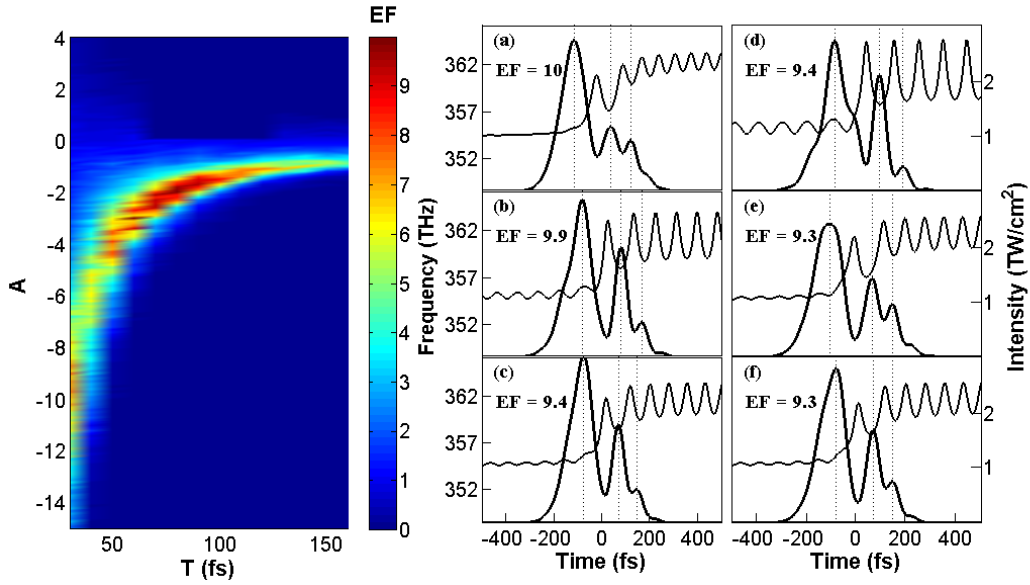 EF
4
2
0
-2
-4
-6
-8
-10
-12
-14
A
50
100
150
T (fs)
9
8
7
6
5
4
3
2
1
0
Frequency (THz)
(a)
EF = 10
362
357
352
(b)
EF = 9.9
362
357
352
(c)
EF = 9.4
362
357
352
-400 -200 0 200 400
Time (fs)
(d)
EF = 9.4
2
1
(e)
EF = 9.3
2
1
(f)
EF = 9.3
2
1
-400 -200 0 200 400
Time (fs)
Intensity (TW/cm²)